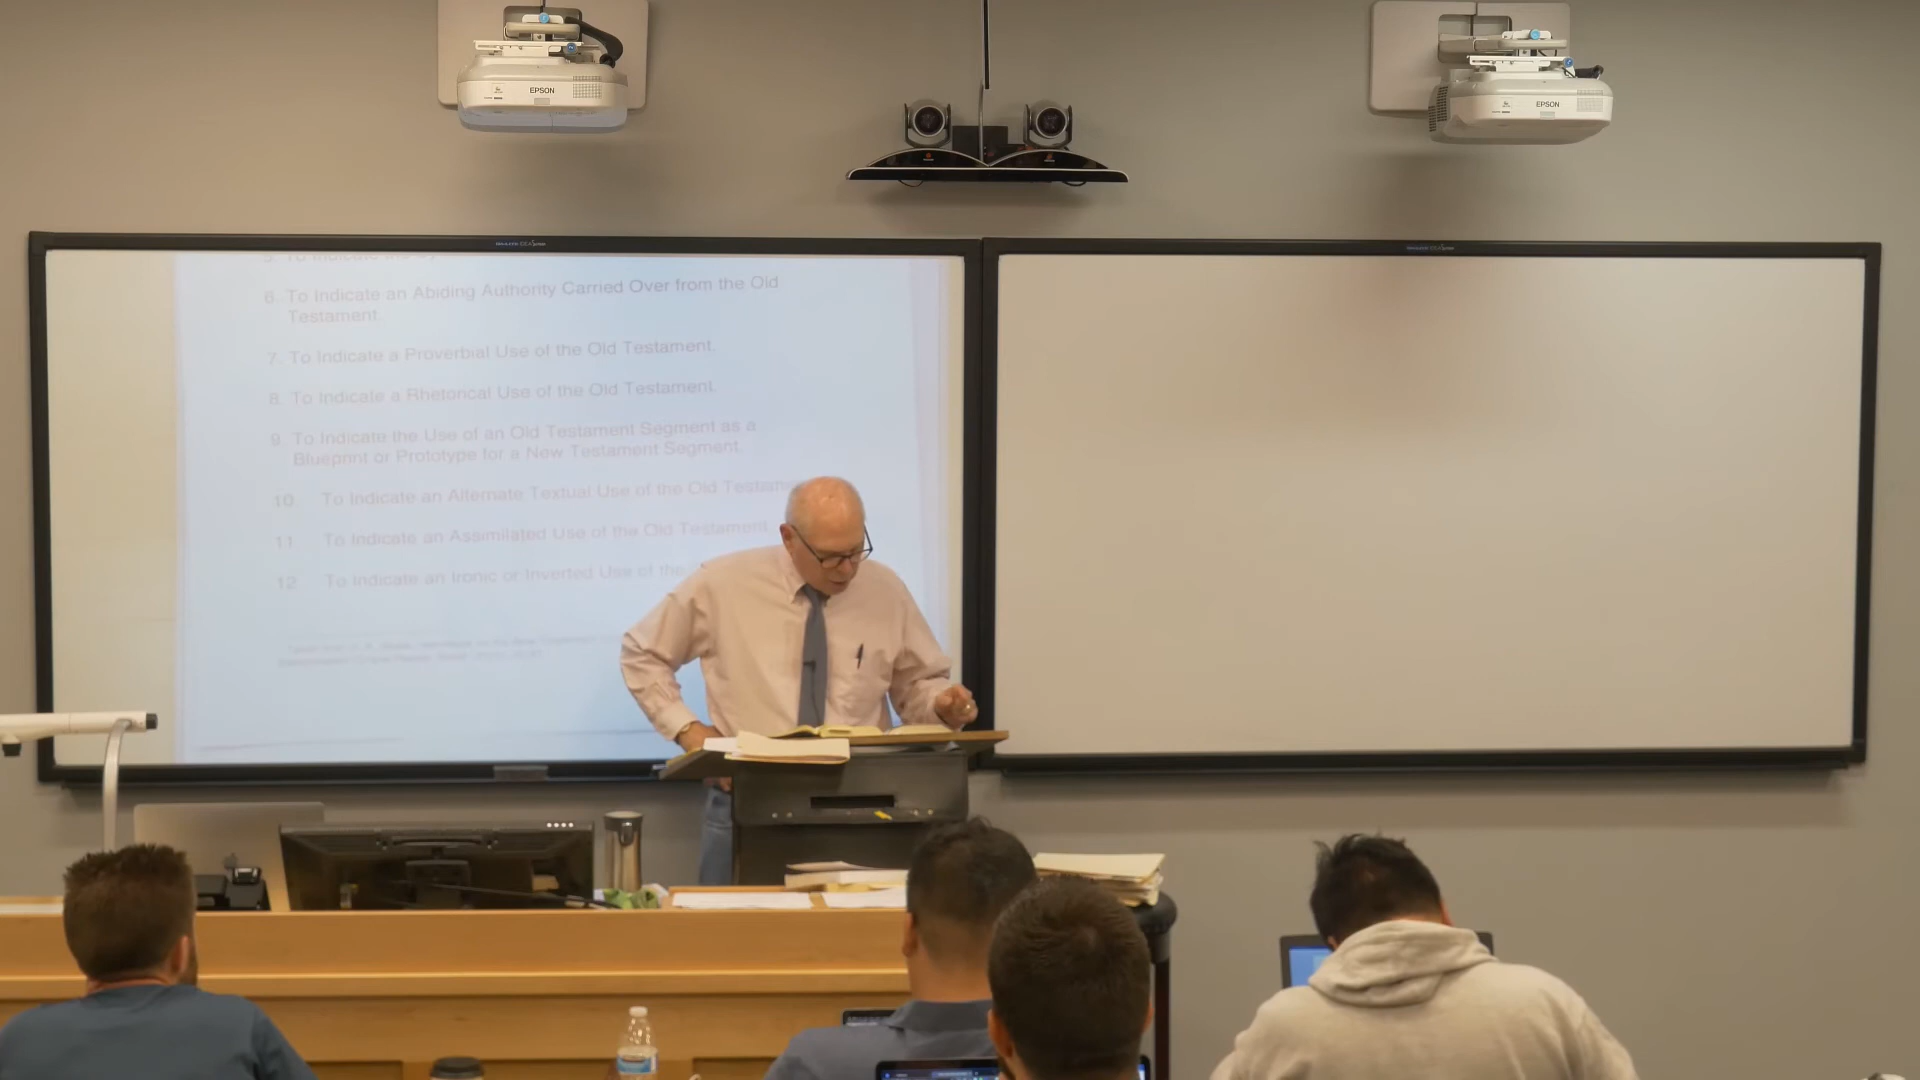 EPSON
EPSON
5. To Indicate
6. To Indicate an Abiding Authority Carried Over from the Old
Testament.
7. To Indicate a Proverbial Use of the Old Testament.
8. To Indicate a Rhetorical Use of the Old Testament.
9. To Indicate the Use of an Old Testament Segment as a
Blueprint or Prototype for a New Testament Segment.
10. To Indicate an Alternate Textual Use of the Old Testame
11. To Indicate an Assimilated Use of the Old Testament.
12. To Indicate an Ironic or Inverted Use of the